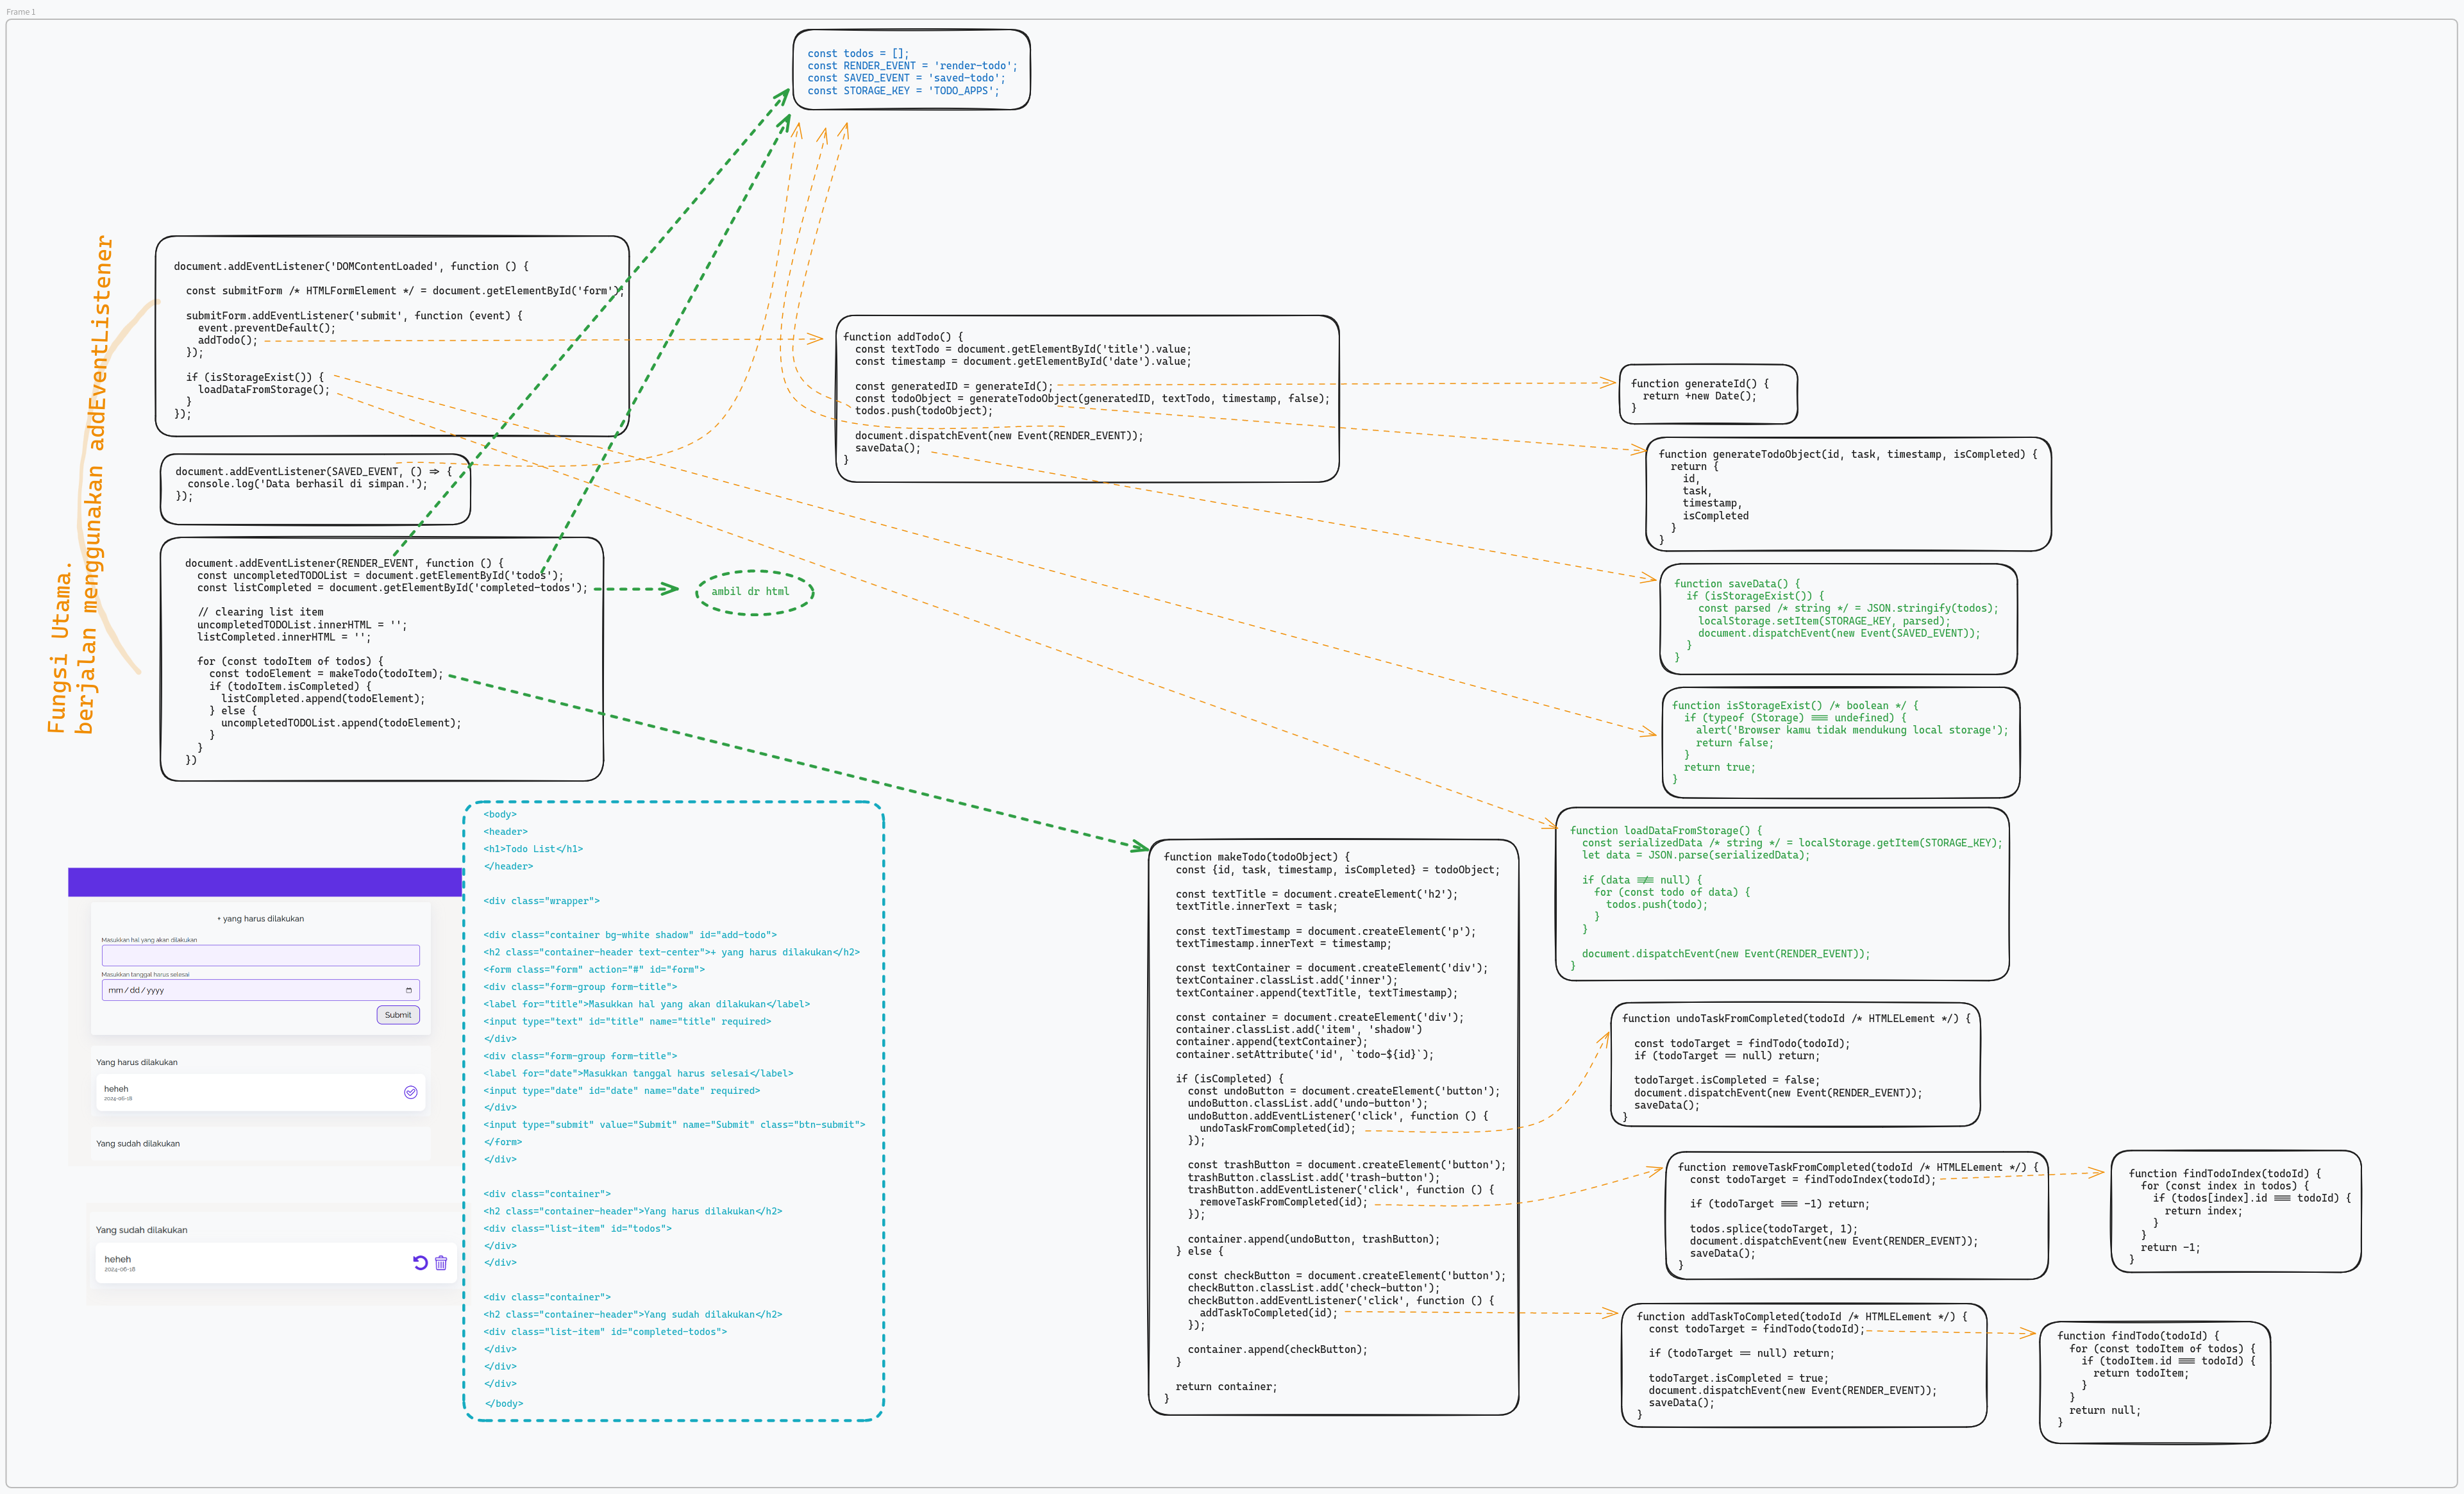 Frame 1
const todos = [];
const RENDER_EVENT = 'render-todo';
const SAVED_EVENT = 'saved-todo';
const STORAGE_KEY = 'TODO_APPS';
Fungsi Utama.
berjalan menggunakan addEventListener
document.addEventListener('DOMContentLoaded', function () {
const submitForm /* HTMLFormElement */ = document.getElementById('form');
submitForm.addEventListener('submit', function (event) {
event.preventDefault();
addTodo();
});
if (isStorageExist()) {
loadDataFromStorage();
}
});
document.addEventListener(SAVED_EVENT, () => {
console.log('Data berhasil di simpan.');
});
document.addEventListener(RENDER_EVENT, function () {
const uncompletedTODOList = document.getElementById('todos');
const listCompleted = document.getElementById('completed-todos');
// clearing list item
uncompletedTODOList.innerHTML = '';
listCompleted.innerHTML = '';
for (const todoItem of todos) {
const todoElement = makeTodo(todoItem);
if (todoItem.isCompleted) {
listCompleted.append(todoElement);
} else {
uncompletedTODOList.append(todoElement);
}
}
})
ambil dr html
function addTodo() {
const textTodo = document.getElementById('title').value;
const timestamp = document.getElementById('date').value;
const generatedID = generateId();
const todoObject = generateTodoObject(generatedID, textTodo, timestamp, false);
todos.push(todoObject);
document.dispatchEvent(new Event(RENDER_EVENT));
saveData();
}
function generateId() {
return +new Date();
}
function generateTodoObject(id, task, timestamp, isCompleted) {
return {
id,
task,
timestamp,
isCompleted
}
}
function saveData() {
if (isStorageExist()) {
const parsed /* string */ = JSON.stringify(todos);
localStorage.setItem(STORAGE_KEY, parsed);
document.dispatchEvent(new Event(SAVED_EVENT));
}
}
function isStorageExist() /* boolean */ {
if (typeof (Storage) === undefined) {
alert('Browser kamu tidak mendukung local storage');
return false;
}
return true;
}
function loadDataFromStorage() {
const serializedData /* string */ = localStorage.getItem(STORAGE_KEY);
let data = JSON.parse(serializedData);
if (data !== null) {
for (const todo of data) {
todos.push(todo);
}
}
document.dispatchEvent(new Event(RENDER_EVENT));
}
+ yang harus dilakukan
Masukkan hal yang akan dilakukan
Masukkan tanggal harus selesai
mm/dd/yyyy
Submit
Yang harus dilakukan
heheh
2024-06-18
Yang sudah dilakukan
Yang sudah dilakukan
heheh
2024-06-18
<body>
<header>
<h1>Todo List</h1>
</header>
<div class="wrapper">
<div class="container bg-white shadow" id="add-todo">
<h2 class="container-header text-center">+ yang harus dilakukan</h2>
<form class="form" action="#" id="form">
<div class="form-group form-title">
<label for="title">Masukkan hal yang akan dilakukan</label>
<input type="text" id="title" name="title" required>
</div>
<div class="form-group form-title">
<label for="date">Masukkan tanggal harus selesai</label>
<input type="date" id="date" name="date" required>
</div>
<input type="submit" value="Submit" name="Submit" class="btn-submit">
</form>
</div>
<div class="container">
<h2 class="container-header">Yang harus dilakukan</h2>
<div class="list-item" id="todos">
</div>
</div>
<div class="container">
<h2 class="container-header">Yang sudah dilakukan</h2>
<div class="list-item" id="completed-todos">
</div>
</div>
</div>
</body>
function makeTodo(todoObject) {
const {id, task, timestamp, isCompleted} = todoObject;
const textTitle = document.createElement('h2');
textTitle.innerText = task;
const textTimestamp = document.createElement('p');
textTimestamp.innerText = timestamp;
const textContainer = document.createElement('div');
textContainer.classList.add('inner');
textContainer.append(textTitle, textTimestamp);
const container = document.createElement('div');
container.classList.add('item', 'shadow')
container.append(textContainer);
container.setAttribute('id', `todo-${id}`);
if (isCompleted) {
const undoButton = document.createElement('button');
undoButton.classList.add('undo-button');
undoButton.addEventListener('click', function () {
undoTaskFromCompleted(id);
});
const trashButton = document.createElement('button');
trashButton.classList.add('trash-button');
trashButton.addEventListener('click', function () {
removeTaskFromCompleted(id);
});
container.append(undoButton, trashButton);
} else {
const checkButton = document.createElement('button');
checkButton.classList.add('check-button');
checkButton.addEventListener('click', function () {
addTaskToCompleted(id);
});
container.append(checkButton);
}
return container;
}
function undoTaskFromCompleted(todoId /* HTMLELement */) {
const todoTarget = findTodo(todoId);
if (todoTarget == null) return;
todoTarget.isCompleted = false;
document.dispatchEvent(new Event(RENDER_EVENT));
saveData();
}
function removeTaskFromCompleted(todoId /* HTMLELement */) {
const todoTarget = findTodoIndex(todoId);
if (todoTarget === -1) return;
todos.splice(todoTarget, 1);
document.dispatchEvent(new Event(RENDER_EVENT));
saveData();
}
function findTodoIndex(todoId) {
for (const index in todos) {
if (todos[index].id === todoId) {
return index;
}
}
return -1;
}
function addTaskToCompleted(todoId /* HTMLELement */) {
const todoTarget = findTodo(todoId);
if (todoTarget == null) return;
todoTarget.isCompleted = true;
document.dispatchEvent(new Event(RENDER_EVENT));
saveData();
}
function findTodo(todoId) {
for (const todoItem of todos) {
if (todoItem.id === todoId) {
return todoItem;
}
}
return null;
}